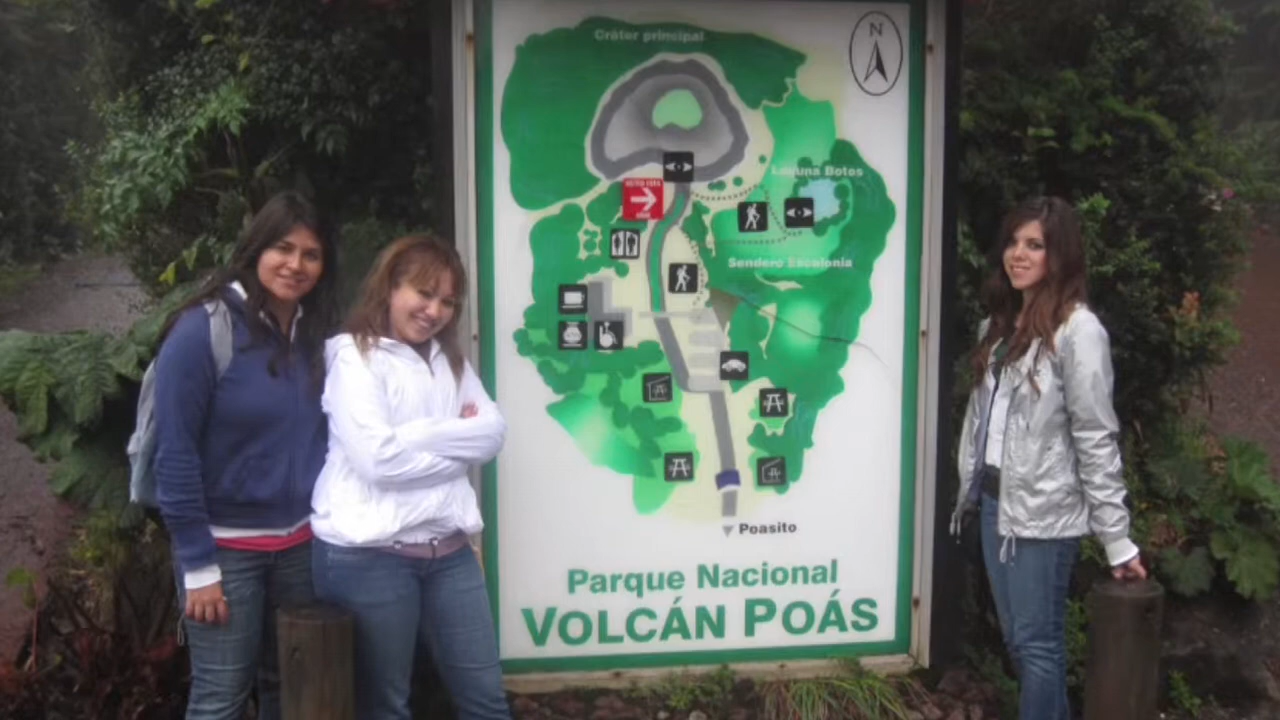 Cráter principal
N
Laguna Botos
Sendero Escalonia
Poasito
Parque Nacional
VOLCÁN POÁS